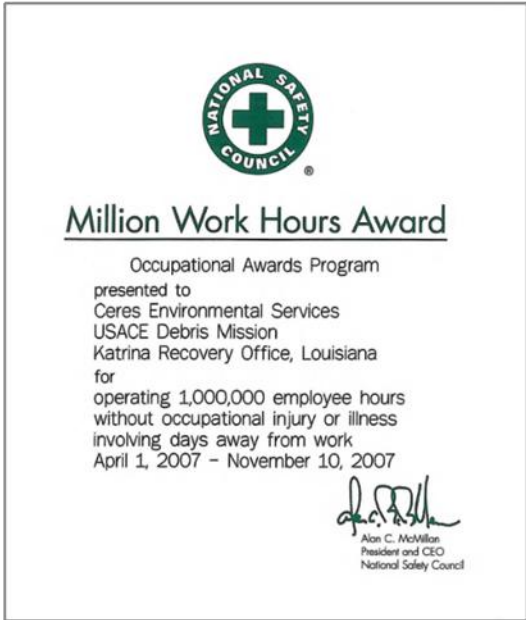 NATIONAL SAFETY
COUNCIL
®
Million Work Hours Award
Occupational Awards Program
presented to
Ceres Environmental Services
USACE Debris Mission
Katrina Recovery Office, Louisiana
for
operating 1,000,000 employee hours
without occupational injury or illness
involving days away from work
April 1, 2007 – November 10, 2007
Alan C. McMillan
President and CEO
National Safety Council